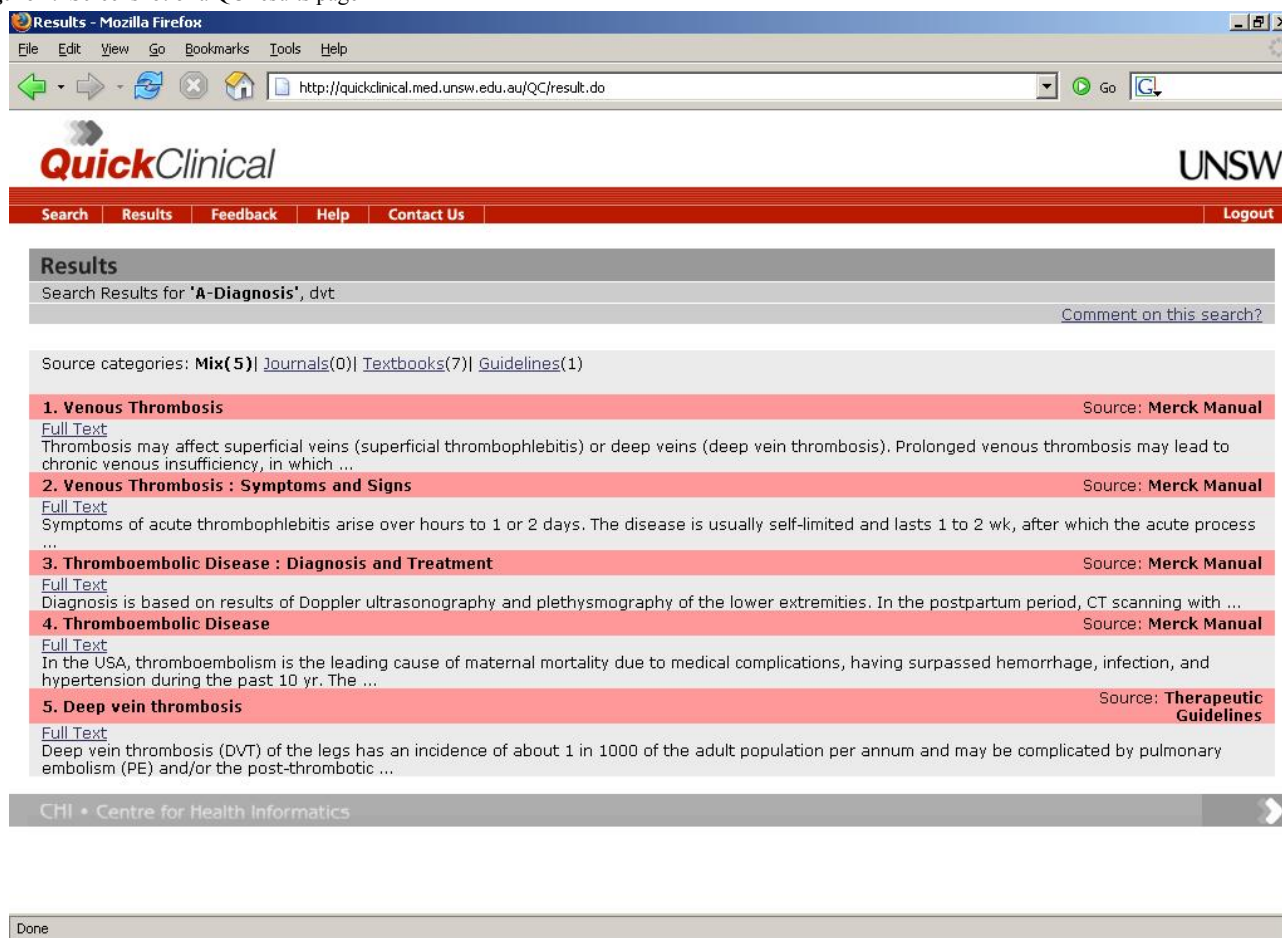 Results - Mozilla Firefox
File Edit View Go Bookmarks Tools Help
http://quickclinical.med.unsw.edu.au/QC/result.do Go G
QuickClinical
UNSW
Search Results Feedback Help Contact Us Logout
Results
Search Results for 'A-Diagnosis', dvt
Comment on this search?
Source categories: Mix(5)| Journals(0)| Textbooks(7)| Guidelines(1)
1. Venous Thrombosis Source: Merck Manual
Full Text
Thrombosis may affect superficial veins (superficial thrombophlebitis) or deep veins (deep vein thrombosis). Prolonged venous thrombosis may lead to
chronic venous insufficiency, in which ...
2. Venous Thrombosis : Symptoms and Signs Source: Merck Manual
Full Text
Symptoms of acute thrombophlebitis arise over hours to 1 or 2 days. The disease is usually self-limited and lasts 1 to 2 wk, after which the acute process
...
3. Thromboembolic Disease : Diagnosis and Treatment Source: Merck Manual
Full Text
Diagnosis is based on results of Doppler ultrasonography and plethysmography of the lower extremities. In the postpartum period, CT scanning with ...
4. Thromboembolic Disease Source: Merck Manual
Full Text
In the USA, thromboembolism is the leading cause of maternal mortality due to medical complications, having surpassed hemorrhage, infection, and
hypertension during the past 10 yr. The ...
5. Deep vein thrombosis Source: Therapeutic
Guidelines
Full Text
Deep vein thrombosis (DVT) of the legs has an incidence of about 1 in 1000 of the adult population per annum and may be complicated by pulmonary
embolism (PE) and/or the post-thrombotic ...
CHI • Centre for Health Informatics
Done